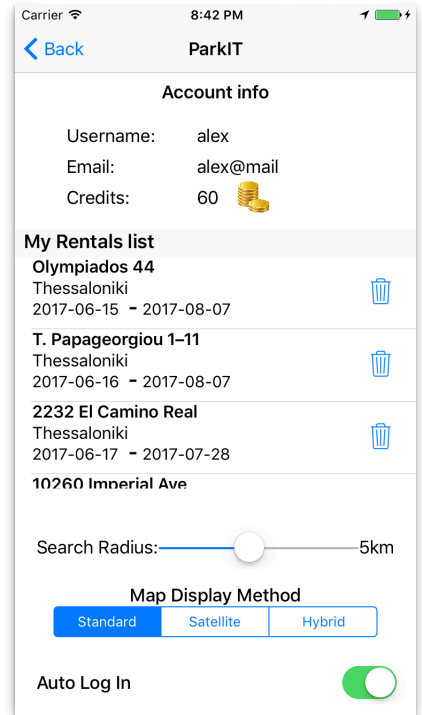 Carrier 8:42 PM
Back ParkIT
Account info
Username: alex
Email: alex@mail
Credits: 60
My Rentals list
Olympiados 44
Thessaloniki
2017-06-15 - 2017-08-07
T. Papageorgiou 1–11
Thessaloniki
2017-06-16 - 2017-08-07
2232 El Camino Real
Thessaloniki
2017-06-17 - 2017-07-28
10260 Imperial Ave
Search Radius: 5km
Map Display Method
Standard Satellite Hybrid
Auto Log In